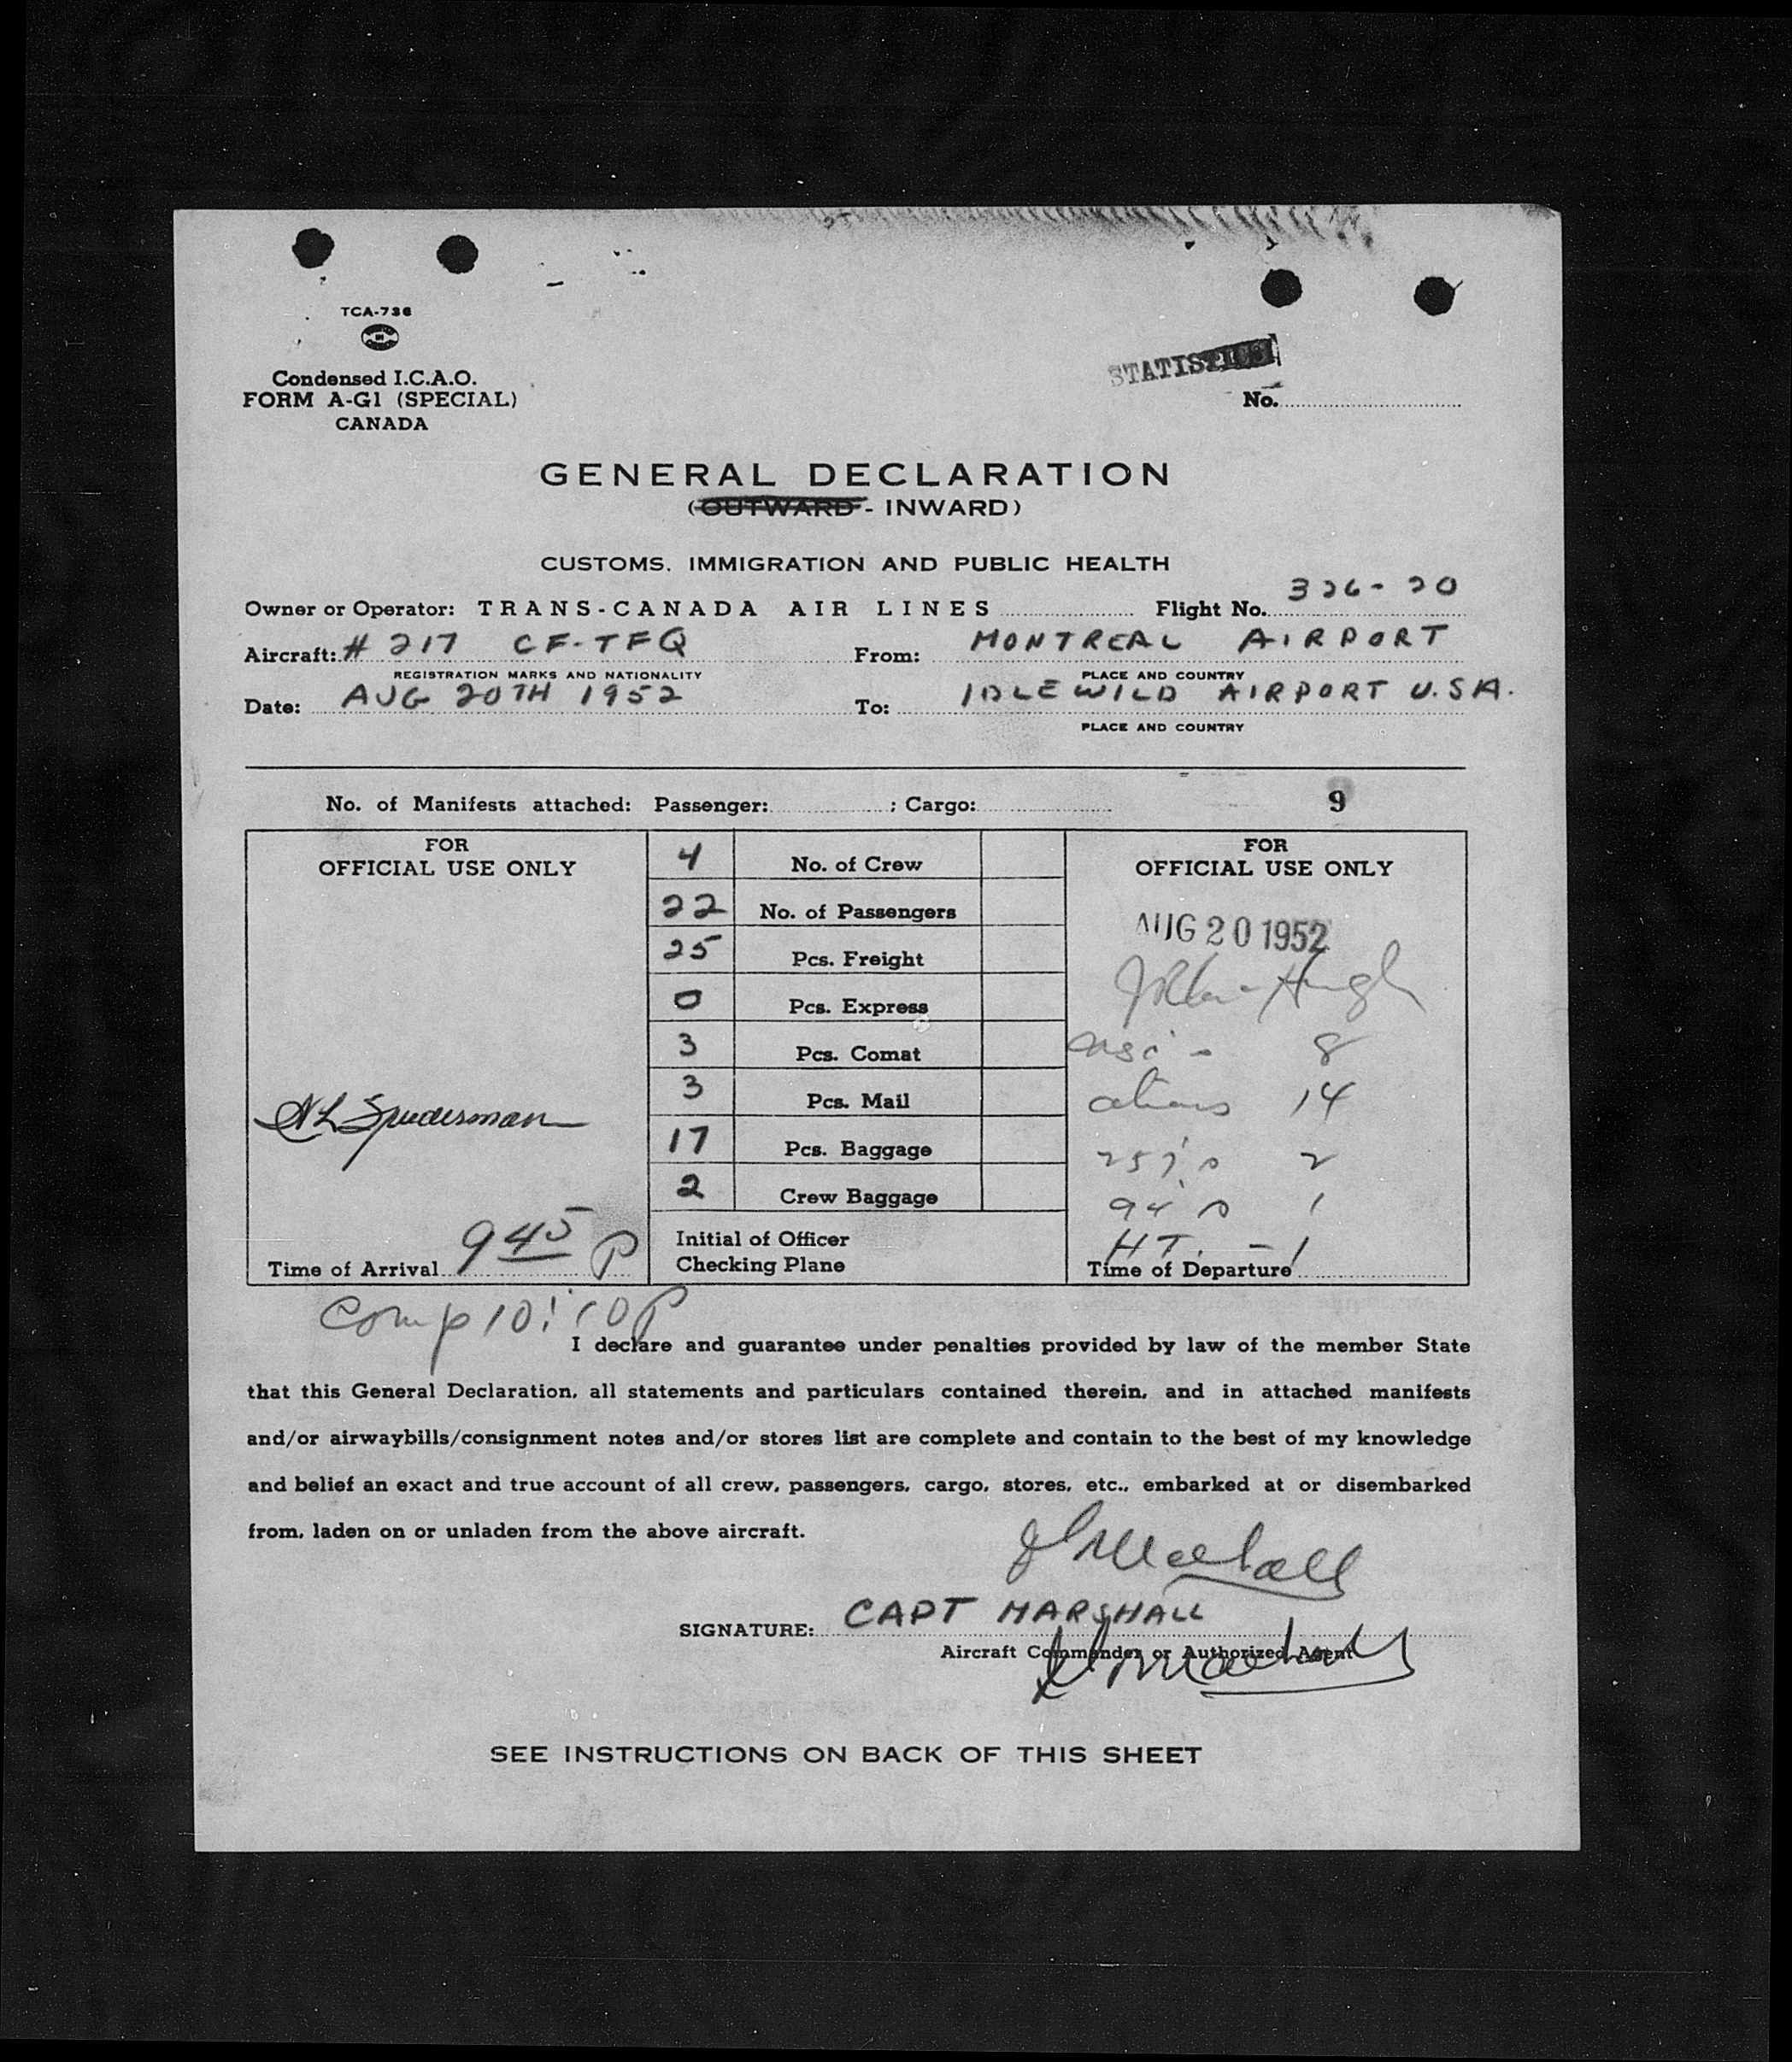 TCA-736
Condensed I.C.A.O.
FORM A-G1 (SPECIAL)
CANADA
STATISTICS
No.
GENERAL DECLARATION
(OUTWARD - INWARD)
CUSTOMS, IMMIGRATION AND PUBLIC HEALTH
Owner or Operator: TRANS-CANADA AIR LINES Flight No. 326-20
Aircraft: # 217 CF-TFQ From: MONTREAL AIRPORT
REGISTRATION MARKS AND NATIONALITY PLACE AND COUNTRY
Date: AUG 20TH 1952 To: IDLEWILD AIRPORT U.S.A.
PLACE AND COUNTRY
No. of Manifests attached: Passenger: ; Cargo: 9
FOR
OFFICIAL USE ONLY
4 No. of Crew
22 No. of Passengers
25 Pcs. Freight
0 Pcs. Express
3 Pcs. Comat
3 Pcs. Mail
17 Pcs. Baggage
2 Crew Baggage
Initial of Officer
Checking Plane
Time of Arrival 9 45 P
FOR
OFFICIAL USE ONLY
AUG 20 1952
8
14
257's 2
94's 1
HT. - 1
Time of Departure
Comp 10:10P
I declare and guarantee under penalties provided by law of the member State
that this General Declaration, all statements and particulars contained therein, and in attached manifests
and/or airwaybills/consignment notes and/or stores list are complete and contain to the best of my knowledge
and belief an exact and true account of all crew, passengers, cargo, stores, etc., embarked at or disembarked
from, laden on or unladen from the above aircraft.
SIGNATURE: CAPT MARSHALL
Aircraft Commander or Authorized Agent
SEE INSTRUCTIONS ON BACK OF THIS SHEET